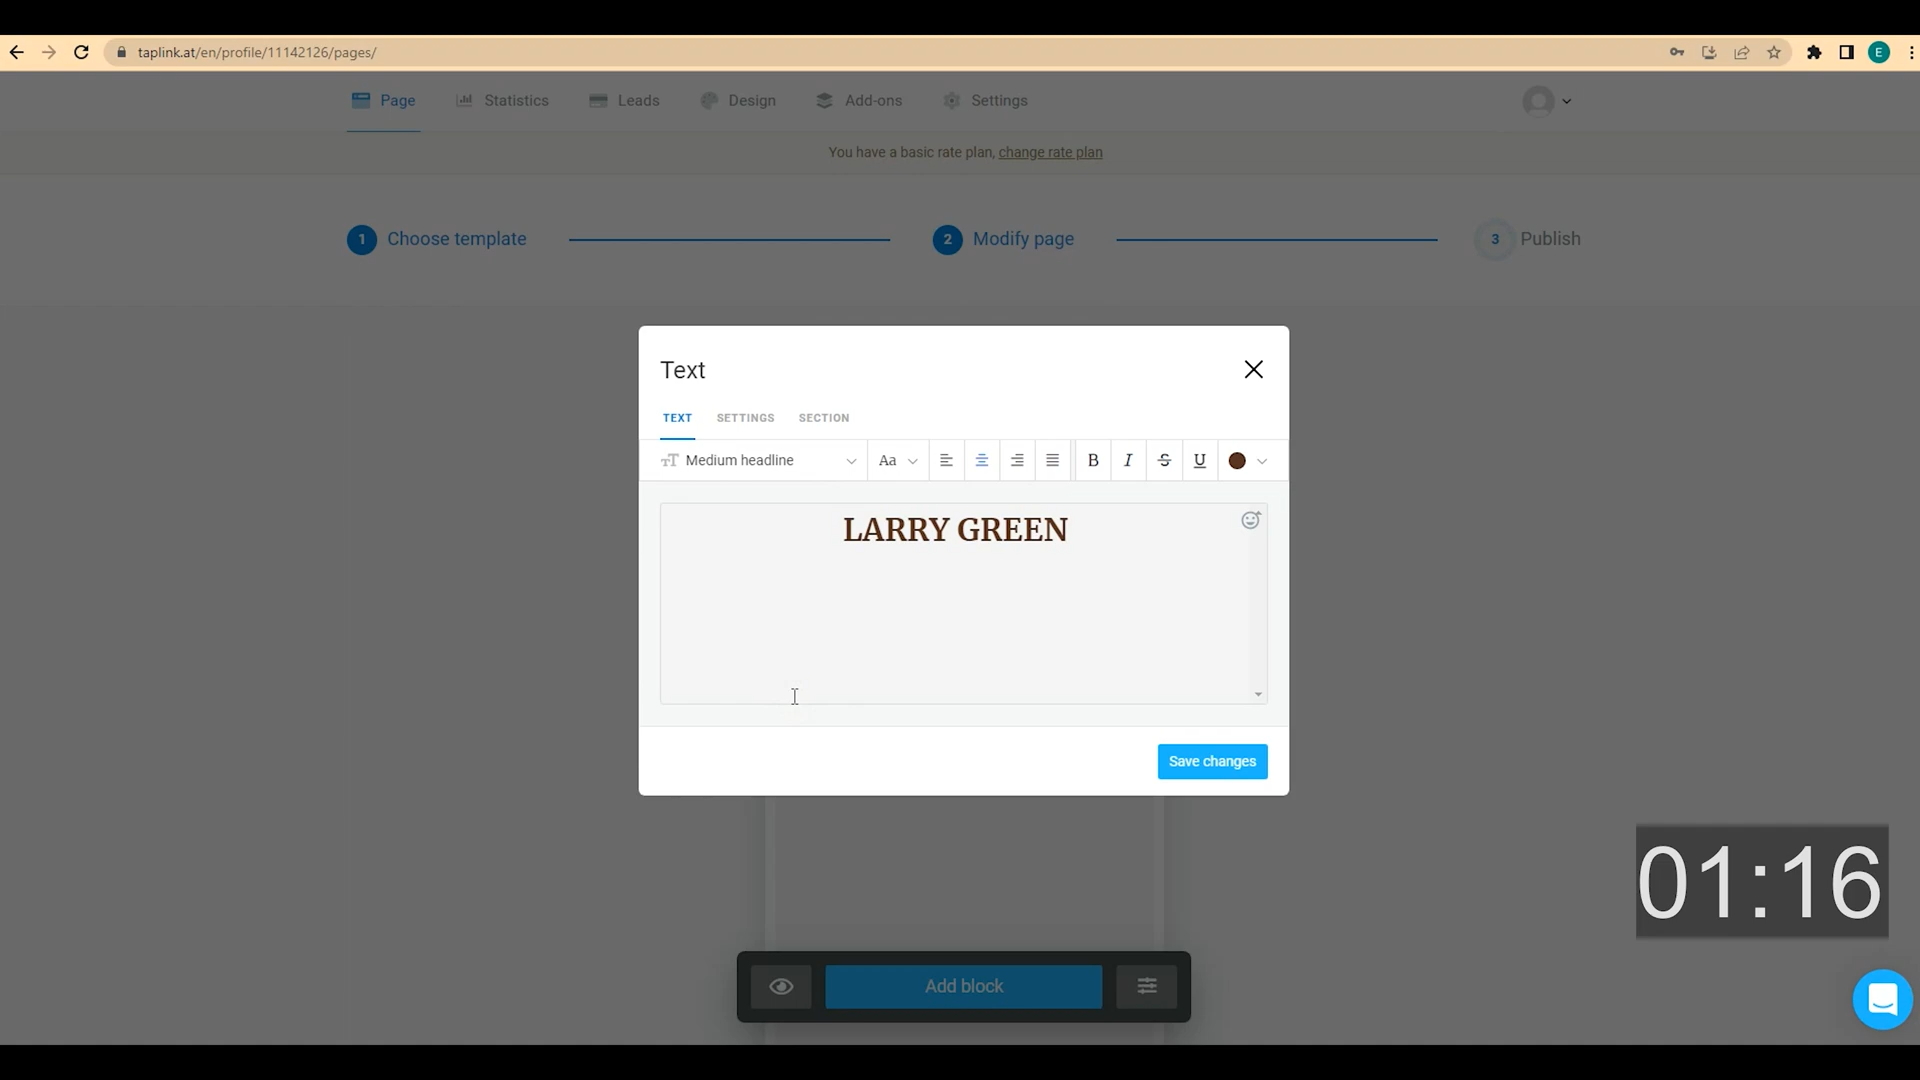 taplink.at/en/profile/11142126/pages/
E
Page
Statistics
Leads
Design
Add-ons
Settings
You have a basic rate plan, change rate plan
1 Choose template
2 Modify page
3 Publish
Text
TEXT
SETTINGS
SECTION
TT Medium headline
Aa
B
I
S
U
LARRY GREEN
Save changes
01:16
Add block